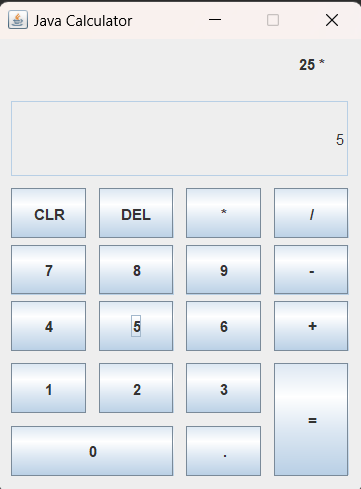 Java Calculator
25 *
5
CLR DEL * /
7 8 9 -
4 5 6 +
1 2 3
=
0 .